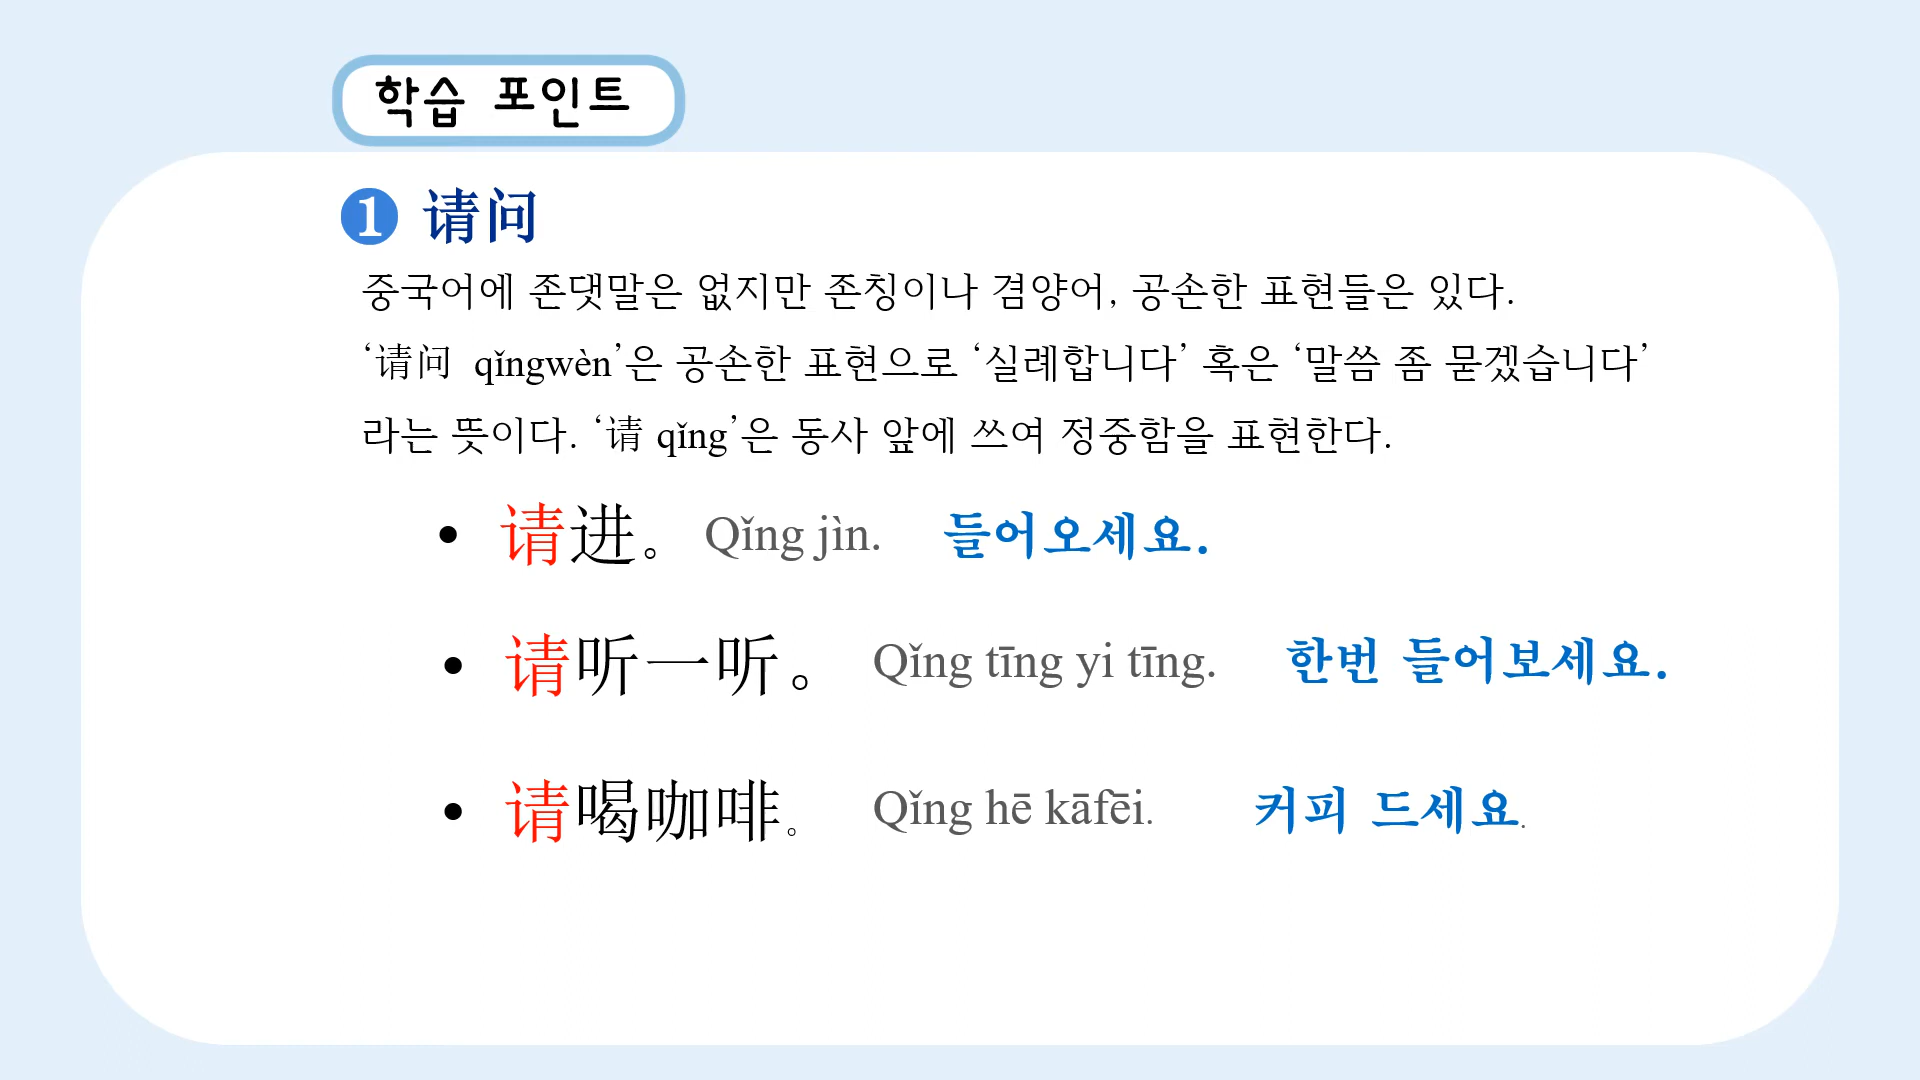 학습 포인트
1 请问
중국어에 존댓말은 없지만 존칭이나 겸양어, 공손한 표현들은 있다.
‘请问 qǐngwèn’은 공손한 표현으로 ‘실례합니다’ 혹은 ‘말씀 좀 묻겠습니다’
라는 뜻이다. ‘请 qǐng’은 동사 앞에 쓰여 정중함을 표현한다.
• 请进。 Qǐng jìn. 들어오세요.
• 请听一听。 Qǐng tīng yi tīng. 한번 들어보세요.
• 请喝咖啡。 Qǐng hē kāfēi. 커피 드세요.